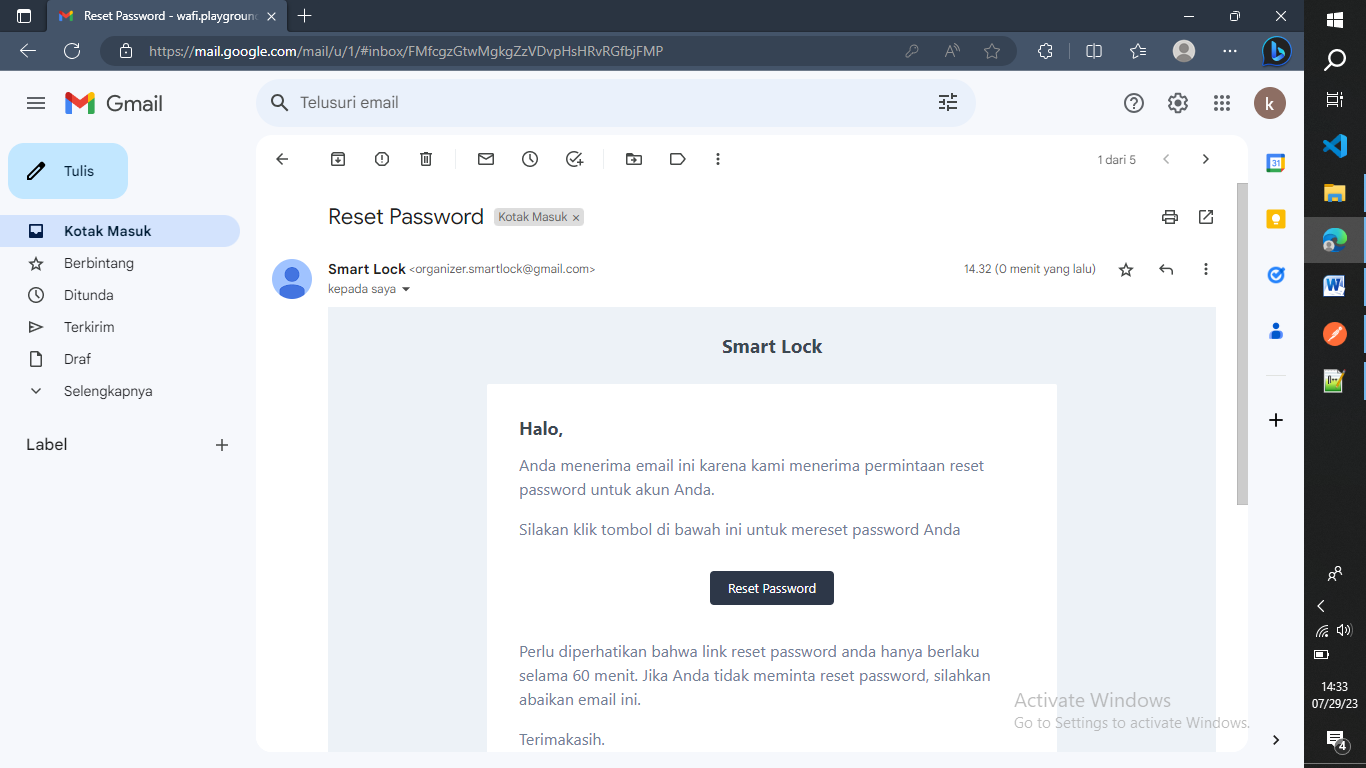 Reset Password - wafi.playground
https://mail.google.com/mail/u/1/#inbox/FMfcgzGtwMgkgZzVDvpHsHRvRGfbjFMP
Gmail
Telusuri email
k
Tulis
1 dari 5
31
Kotak Masuk
Berbintang
Ditunda
Terkirim
Draf
Selengkapnya
Label
Reset Password
Kotak Masuk ×
Smart Lock <organizer.smartlock@gmail.com>
14.32 (0 menit yang lalu)
kepada saya
Smart Lock
Halo,
Anda menerima email ini karena kami menerima permintaan reset
password untuk akun Anda.
Silakan klik tombol di bawah ini untuk mereset password Anda
Reset Password
Perlu diperhatikan bahwa link reset password anda hanya berlaku
selama 60 menit. Jika Anda tidak meminta reset password, silahkan
abaikan email ini.
Terimakasih.
Activate Windows
Go to Settings to activate Windows.
14:33
07/29/23
4